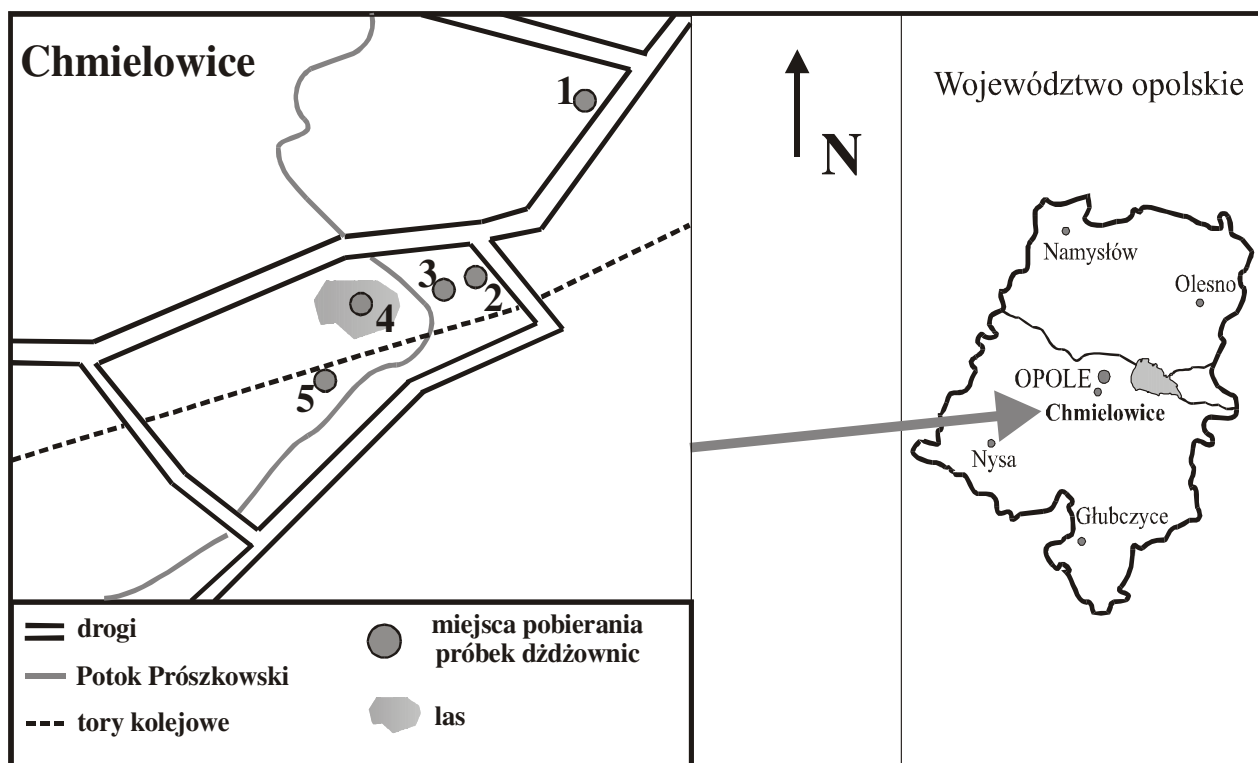 Chmielowice
1
2
3
4
5
N
Województwo opolskie
Namysłów
Olesno
OPOLE
Chmielowice
Nysa
Głubczyce
drogi
Potok Prószkowski
tory kolejowe
miejsca pobierania
próbek dżdżownic
las